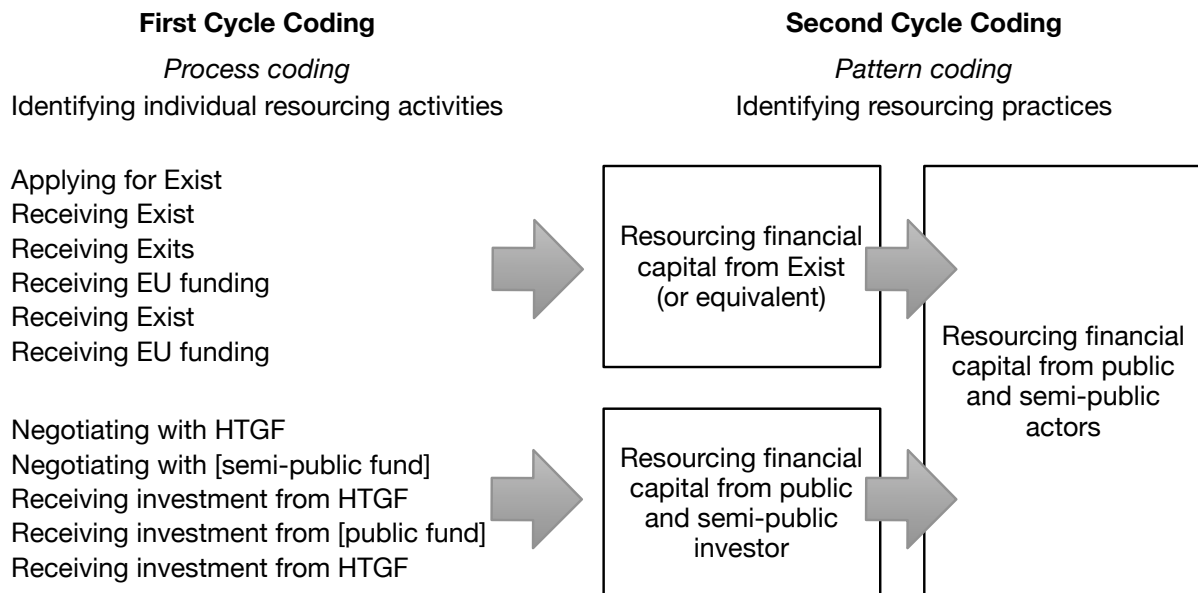 First Cycle Coding
Process coding
Identifying individual resourcing activities
Applying for Exist
Receiving Exist
Receiving Exits
Receiving EU funding
Receiving Exist
Receiving EU funding
Negotiating with HTGF
Negotiating with [semi-public fund]
Receiving investment from HTGF
Receiving investment from [public fund]
Receiving investment from HTGF
Second Cycle Coding
Pattern coding
Identifying resourcing practices
Resourcing financial
capital from Exist
(or equivalent)
Resourcing financial
capital from public
and semi-public
investor
Resourcing financial
capital from public
and semi-public
actors